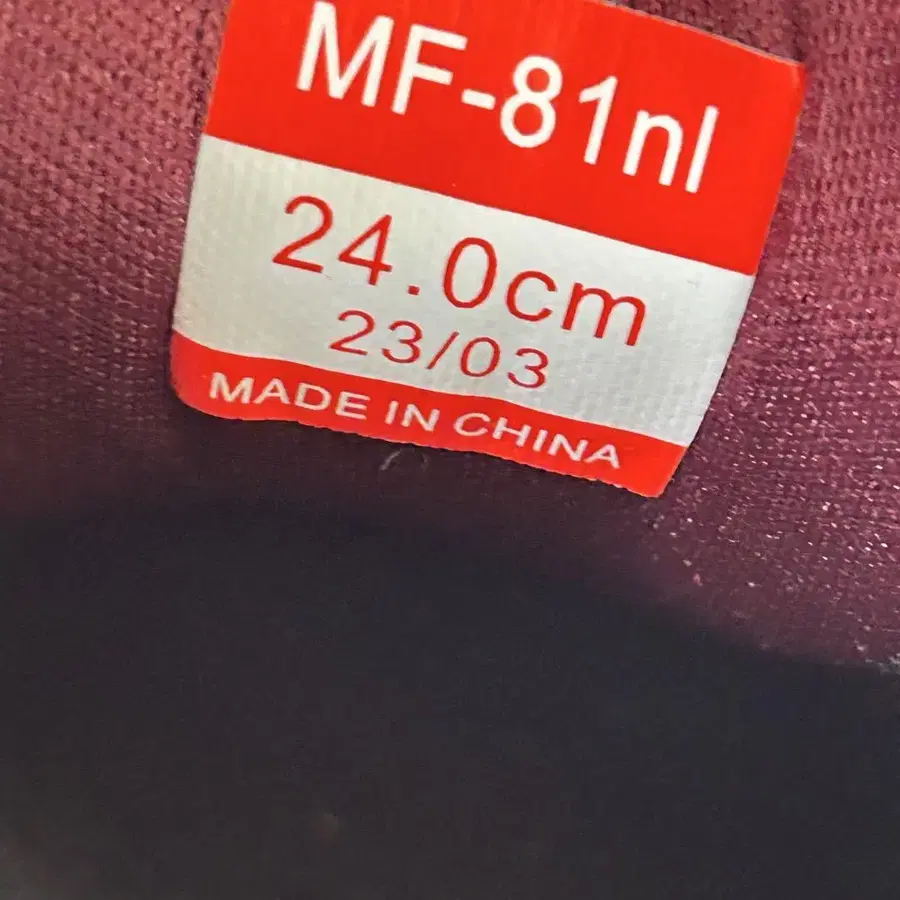 MF-81nl
24.0cm
23/03
MADE IN CHINA